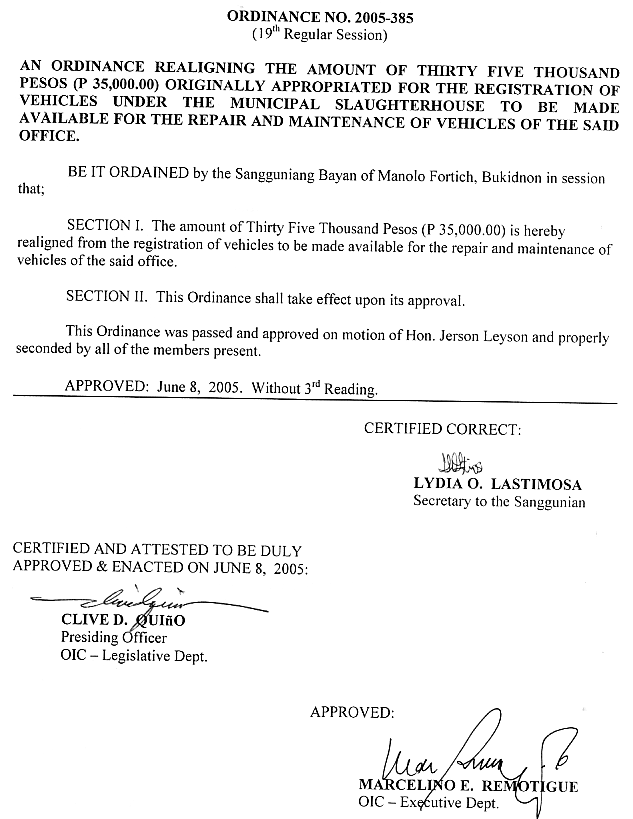 ORDINANCE NO. 2005-385
(19th Regular Session)
AN ORDINANCE REALIGNING THE AMOUNT OF THIRTY FIVE THOUSAND
PESOS (P 35,000.00) ORIGINALLY APPROPRIATED FOR THE REGISTRATION OF
VEHICLES UNDER THE MUNICIPAL SLAUGHTERHOUSE TO BE MADE
AVAILABLE FOR THE REPAIR AND MAINTENANCE OF VEHICLES OF THE SAID
OFFICE.
BE IT ORDAINED by the Sangguniang Bayan of Manolo Fortich, Bukidnon in session
that;
SECTION I. The amount of Thirty Five Thousand Pesos (P 35,000.00) is hereby
realigned from the registration of vehicles to be made available for the repair and maintenance of
vehicles of the said office.
SECTION II. This Ordinance shall take effect upon its approval.
This Ordinance was passed and approved on motion of Hon. Jerson Leyson and properly
seconded by all of the members present.
APPROVED: June 8, 2005. Without 3rd Reading.
CERTIFIED CORRECT:
LYDIA O. LASTIMOSA
Secretary to the Sanggunian
CERTIFIED AND ATTESTED TO BE DULY
APPROVED & ENACTED ON JUNE 8, 2005:
CLIVE D. QUIñO
Presiding Officer
OIC – Legislative Dept.
APPROVED:
MARCELINO E. REMOTIGUE
OIC – Executive Dept.